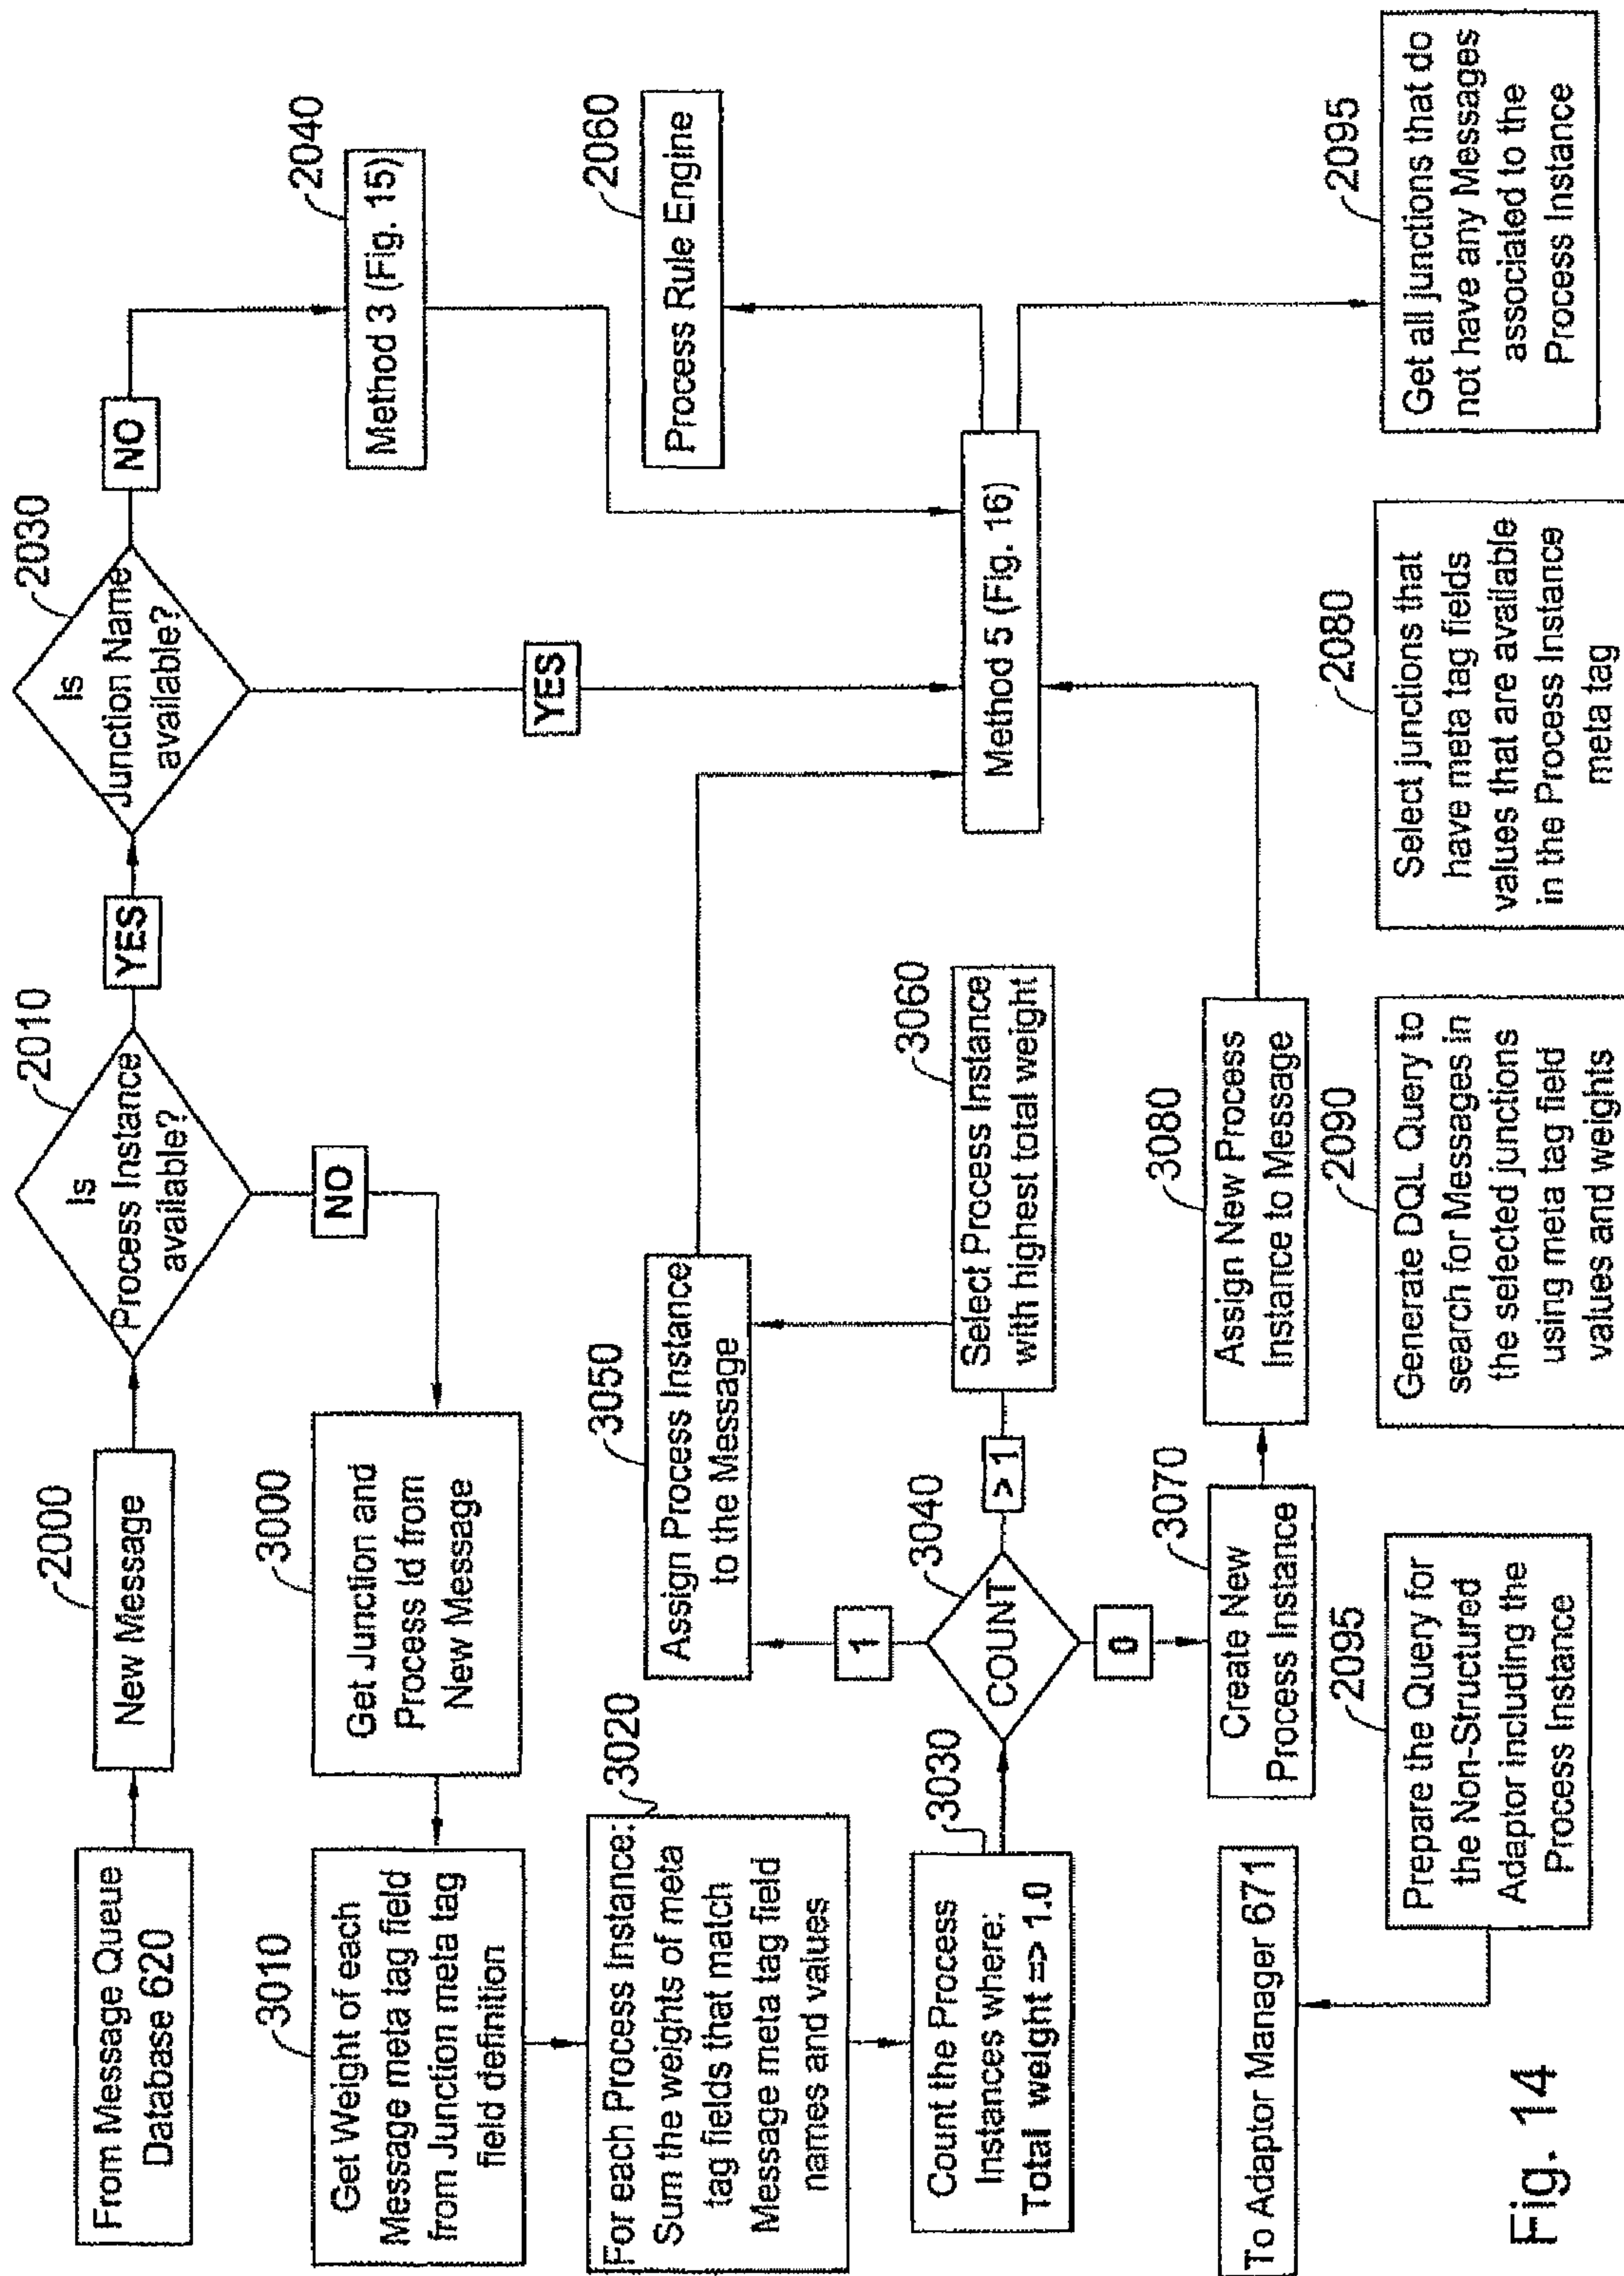 From Message Queue
Database 620
2000
New Message
2010
Is
Process Instance
available?
YES
2030
Is
Junction Name
available?
NO
NO
3000
Get Junction and
Process Id from
New Message
YES
2040
Method 3 (Fig. 15)
3010
Get Weight of each
Message meta tag field
from Junction meta tag
field definition
3020
For each Process Instance:
Sum the weights of meta
tag fields that match
Message meta tag field
names and values
3050
Assign Process Instance
to the Message
2060
Process Rule Engine
3030
Count the Process
Instances where:
Total weight => 1.0
1
3040
COUNT
> 1
0
3060
Select Process Instance
with highest total weight
Method 5 (Fig. 16)
3070
Create New
Process Instance
3080
Assign New Process
Instance to Message
To Adaptor Manager 671
2095
Prepare the Query for
the Non-Structured
Adaptor including the
Process Instance
2090
Generate DQL Query to
search for Messages in
the selected junctions
using meta tag field
values and weights
2080
Select junctions that
have meta tag fields
values that are available
in the Process Instance
meta tag
2095
Get all junctions that do
not have any Messages
associated to the
Process Instance
Fig. 14